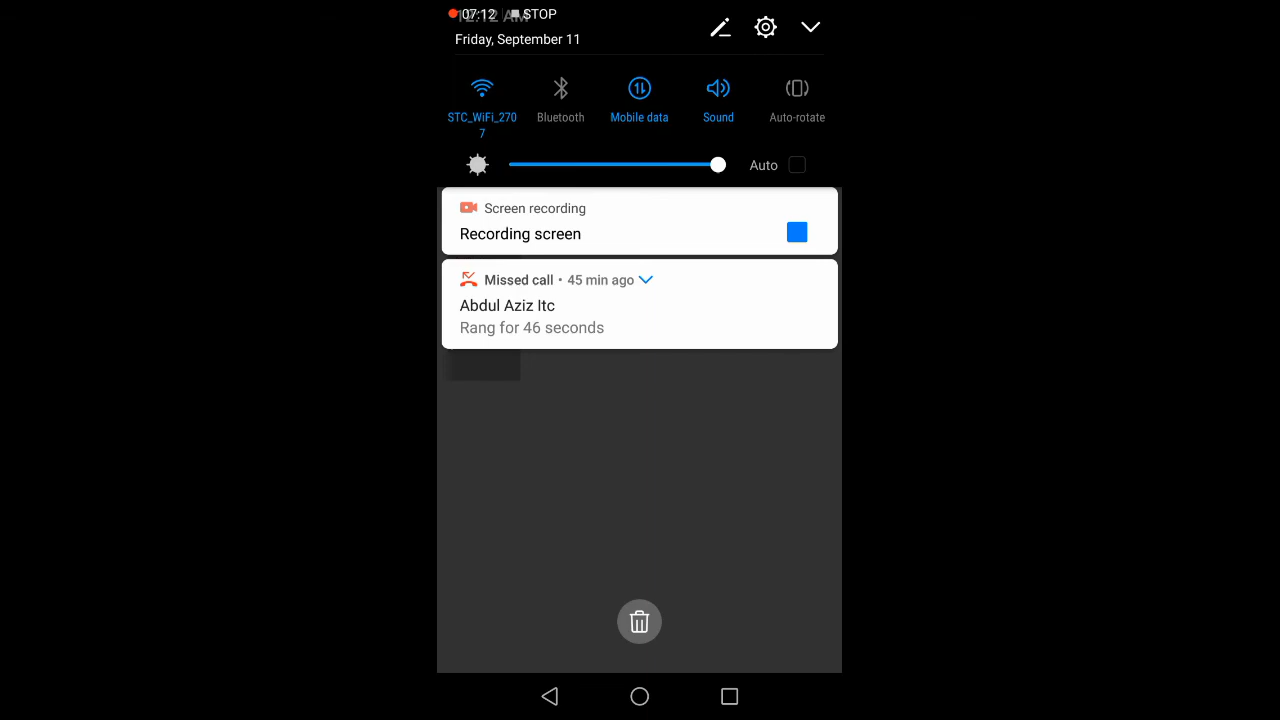 07:12 STOP
Friday, September 11
STC_WiFi_270
7
Bluetooth
Mobile data
Sound
Auto-rotate
Auto
Screen recording
Recording screen
Missed call • 45 min ago
Abdul Aziz Itc
Rang for 46 seconds